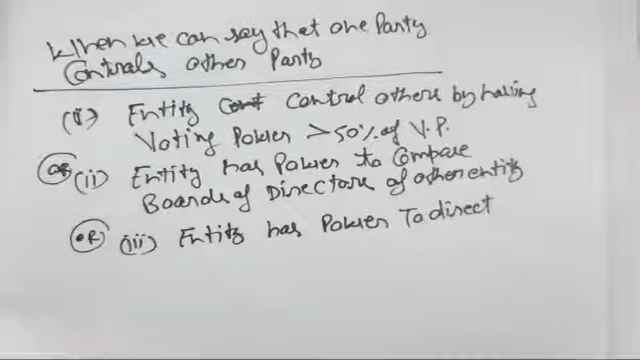 When we can say that one Party
Controls other Party
(i) Entity Cont Control others by having
Voting Power > 50% of V.P.
OR (ii) Entity has Power to Compose
Boards of Directors of other entity
OR (iii) Entity has Power To direct